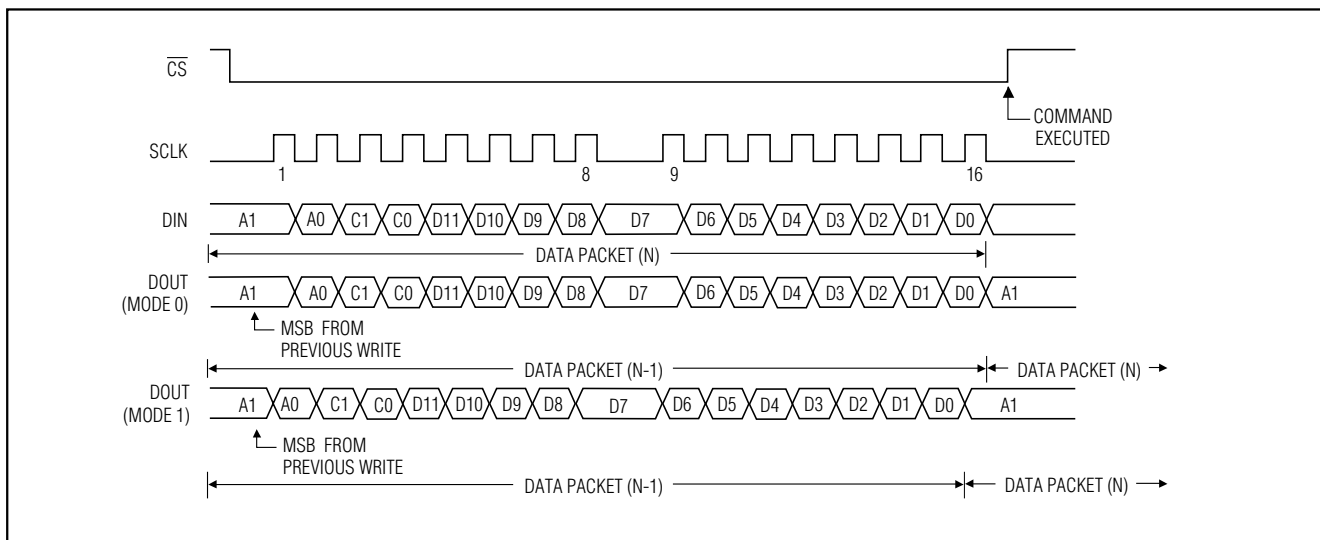 CS
COMMAND
EXECUTED
SCLK
1 8 9 16
DIN A1 A0 C1 C0 D11 D10 D9 D8 D7 D6 D5 D4 D3 D2 D1 D0
DATA PACKET (N)
DOUT
(MODE 0) A1 A0 C1 C0 D11 D10 D9 D8 D7 D6 D5 D4 D3 D2 D1 D0 A1
MSB FROM
PREVIOUS WRITE
DATA PACKET (N-1) DATA PACKET (N)
DOUT
(MODE 1) A1 A0 C1 C0 D11 D10 D9 D8 D7 D6 D5 D4 D3 D2 D1 D0 A1
MSB FROM
PREVIOUS WRITE
DATA PACKET (N-1) DATA PACKET (N)